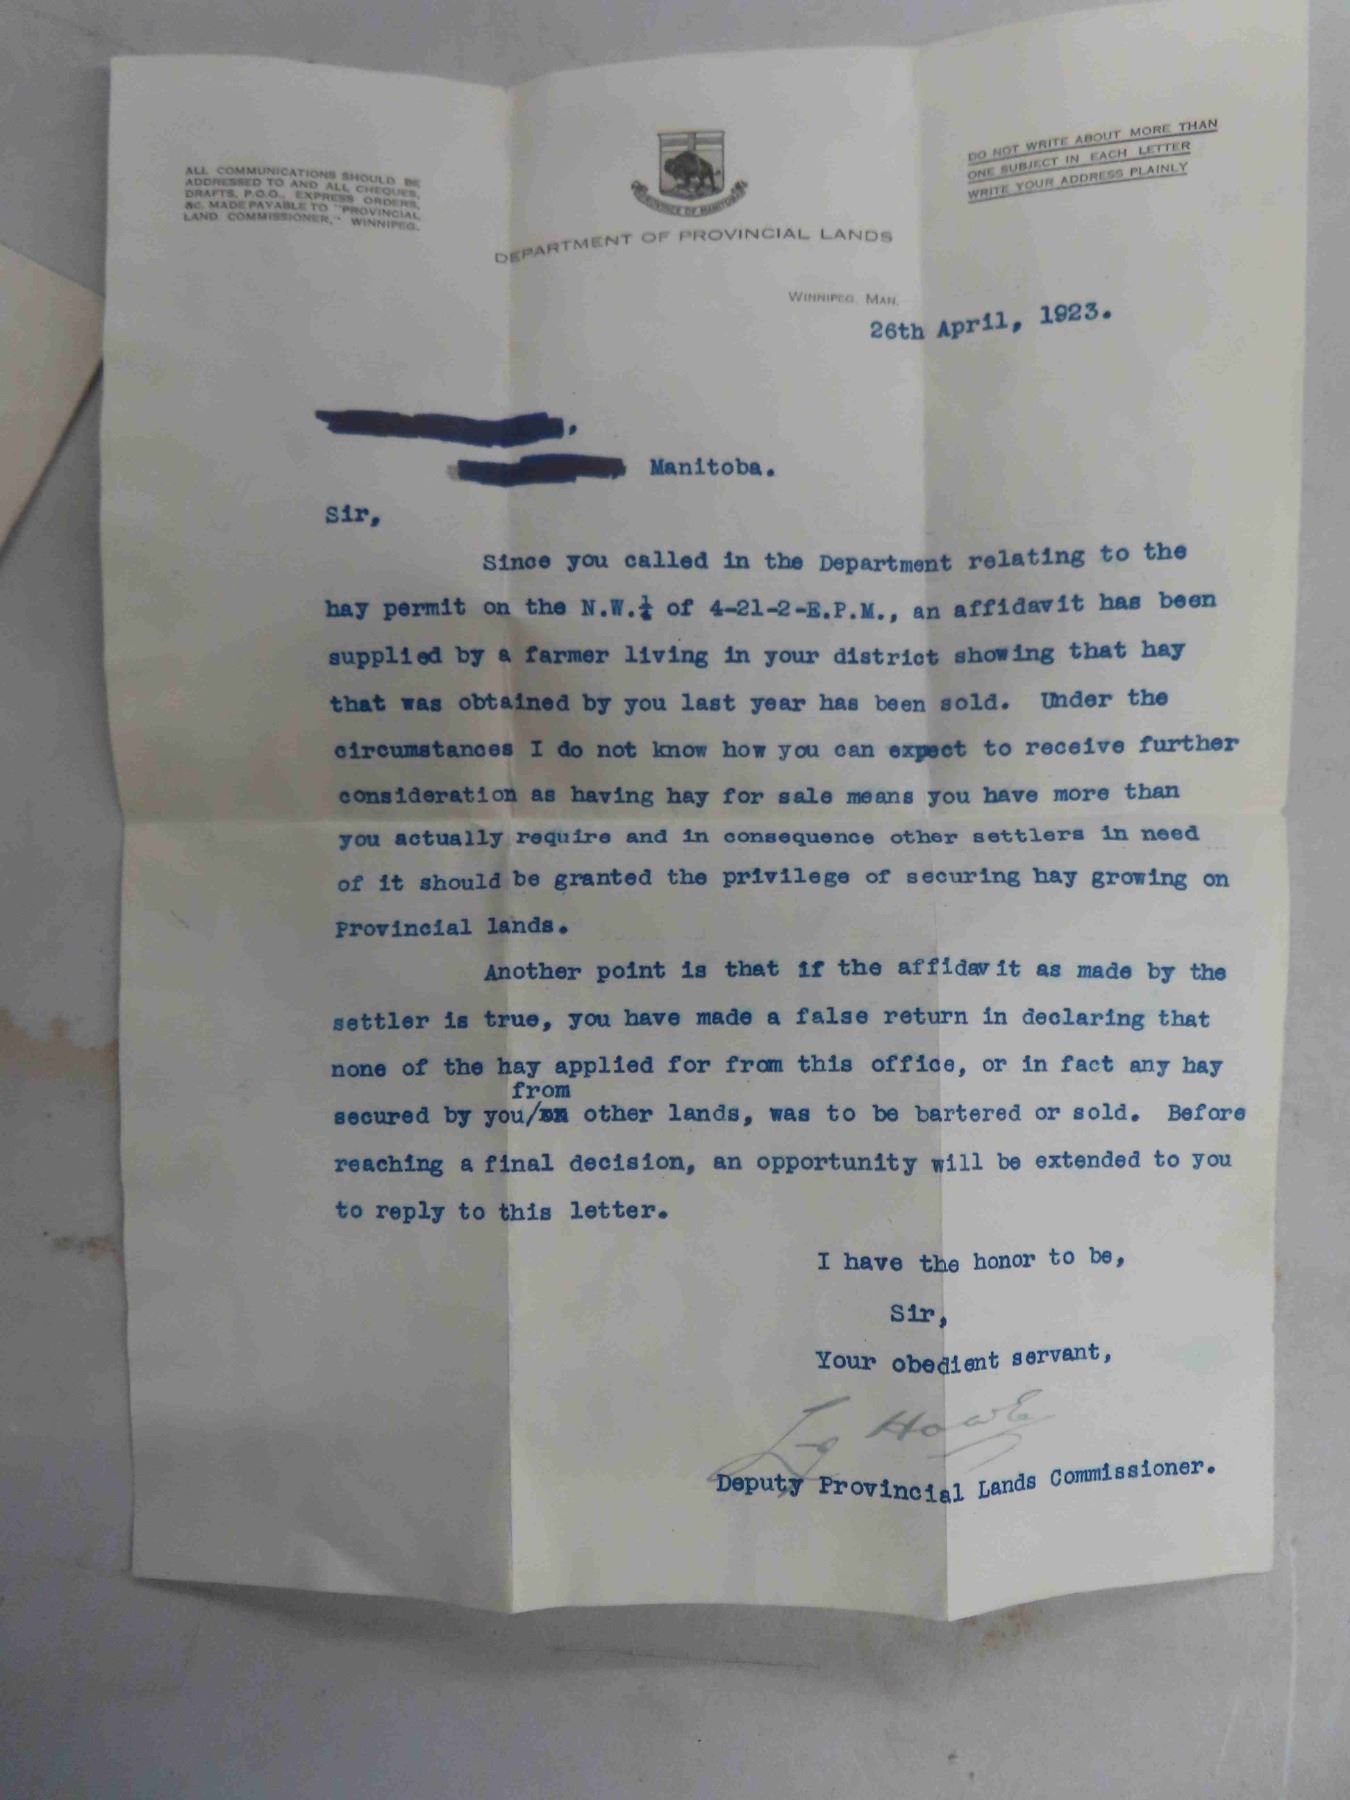 ALL COMMUNICATIONS SHOULD BE
ADDRESSED TO AND ALL CHEQUES,
DRAFTS, P.O.O., EXPRESS ORDERS,
&C. MADE PAYABLE TO "PROVINCIAL
LAND COMMISSIONER," WINNIPEG.
PROVINCE OF MANITOBA
DEPARTMENT OF PROVINCIAL LANDS
DO NOT WRITE ABOUT MORE THAN
ONE SUBJECT IN EACH LETTER
WRITE YOUR ADDRESS PLAINLY
WINNIPEG, MAN.
26th April, 1923.
,
Manitoba.
Sir,
Since you called in the Department relating to the
hay permit on the N.W.¼ of 4-21-2-E.P.M., an affidavit has been
supplied by a farmer living in your district showing that hay
that was obtained by you last year has been sold. Under the
circumstances I do not know how you can expect to receive further
consideration as having hay for sale means you have more than
you actually require and in consequence other settlers in need
of it should be granted the privilege of securing hay growing on
Provincial lands.
Another point is that if the affidavit as made by the
settler is true, you have made a false return in declaring that
none of the hay applied for from this office, or in fact any hay
from
secured by you/ other lands, was to be bartered or sold. Before
reaching a final decision, an opportunity will be extended to you
to reply to this letter.
I have the honor to be,
Sir,
Your obedient servant,
Howe
Deputy Provincial Lands Commissioner.